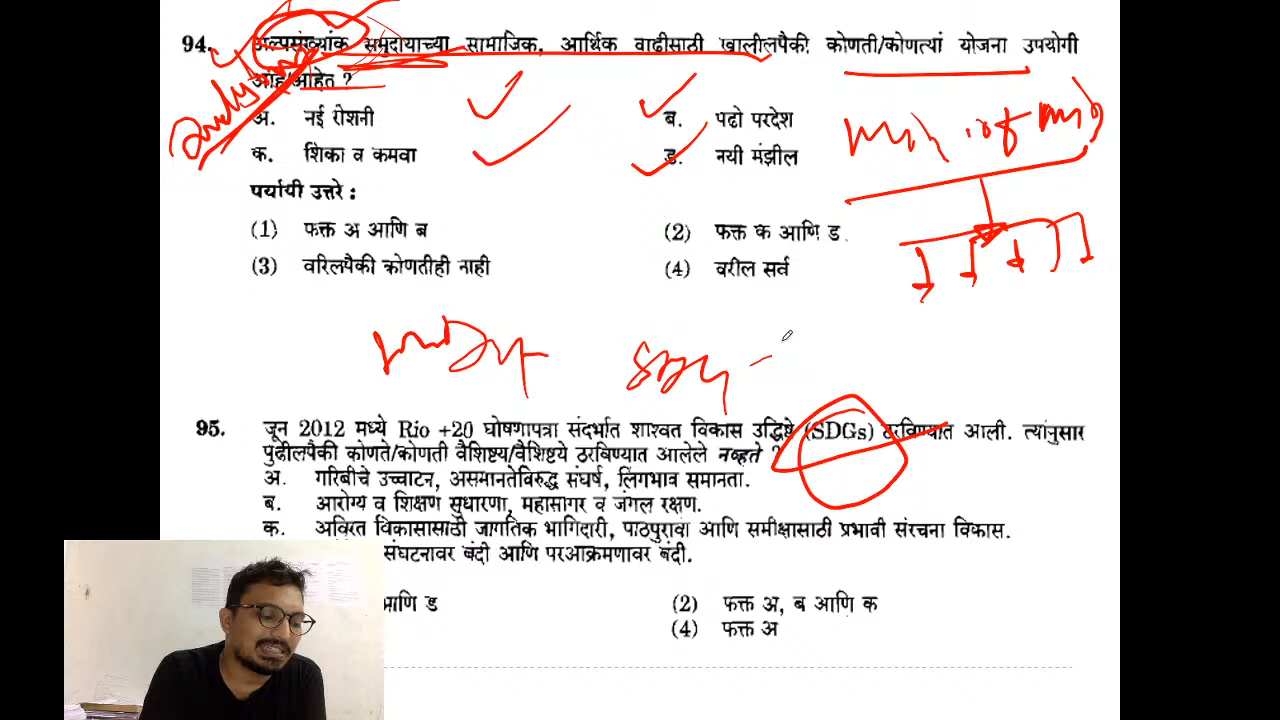 94. अल्पसंख्यांक समुदायाच्या सामाजिक, आर्थिक वाढीसाठी खालीलपैकी कोणती/कोणत्यां योजना उपयोगी
आहे/आहेत ?
अ. नई रोशनी ब. पढो परदेश
क. शिका व कमवा ड. नयी मंझील
पर्यायी उत्तरे :
(1) फक्त अ आणि ब (2) फक्त क आणि ड
(3) वरिलपैकी कोणतीही नाही (4) वरील सर्व
95. जून 2012 मध्ये Rio +20 घोषणापत्रा संदर्भात शाश्वत विकास उद्धिष्टे (SDGs) ठरविण्यात आली. त्यांनुसार
पुढीलपैकी कोणते/कोणती वैशिष्ट्य/वैशिष्ट्ये ठरविण्यात आलेले नव्हते ?
अ. गरिबीचे उच्चाटन, असमानतेविरुद्ध संघर्ष, लिंगभाव समानता.
ब. आरोग्य व शिक्षण सुधारणा, महासागर व जंगल रक्षण.
क. अविरत विकासासाठी जागतिक भागिदारी, पाठपुरावा आणि समीक्षासाठी प्रभावी संरचना विकास.
संघटनावर बंदी आणि परआक्रमणावर बंदी.
आणि ड (2) फक्त अ, ब आणि क
(4) फक्त अ